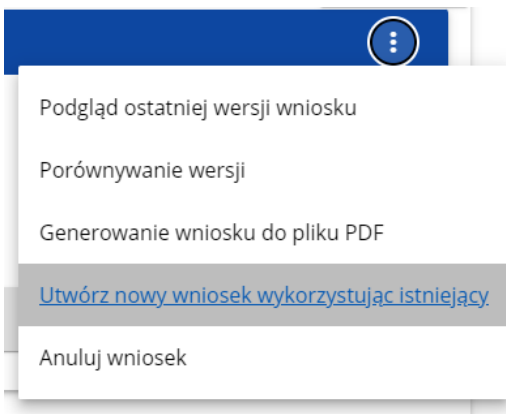 Podgląd ostatniej wersji wniosku
Porównywanie wersji
Generowanie wniosku do pliku PDF
Utwórz nowy wniosek wykorzystując istniejący
Anuluj wniosek